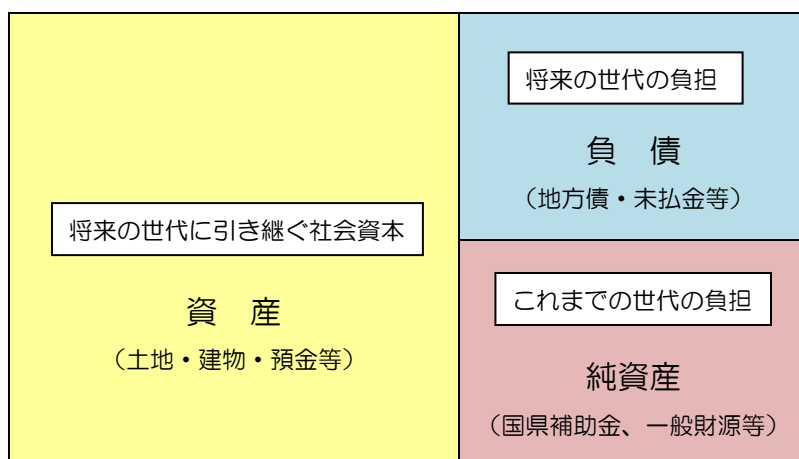 将来の世代に引き継ぐ社会資本
資　産
（土地・建物・預金等）
将来の世代の負担
負　債
（地方債・未払金等）
これまでの世代の負担
純資産
（国県補助金、一般財源等）